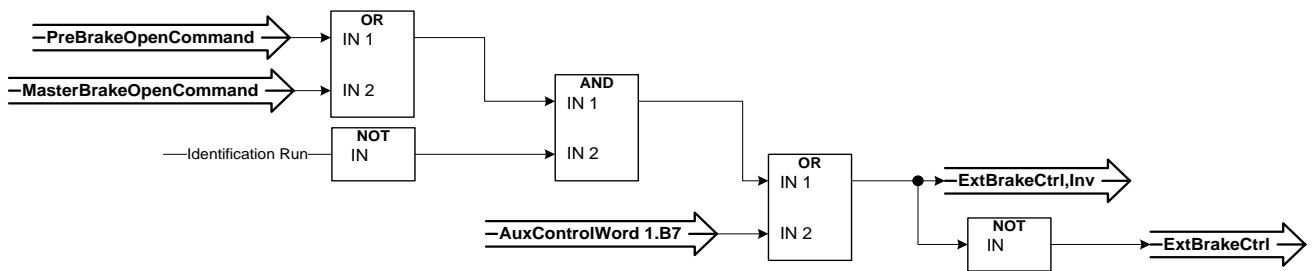 OR
PreBrakeOpenCommand
IN 1
MasterBrakeOpenCommand
IN 2
AND
IN 1
NOT
Identification Run
IN
IN 2
OR
IN 1
ExtBrakeCtrl,Inv
AuxControlWord 1.B7
IN 2
NOT
IN
ExtBrakeCtrl